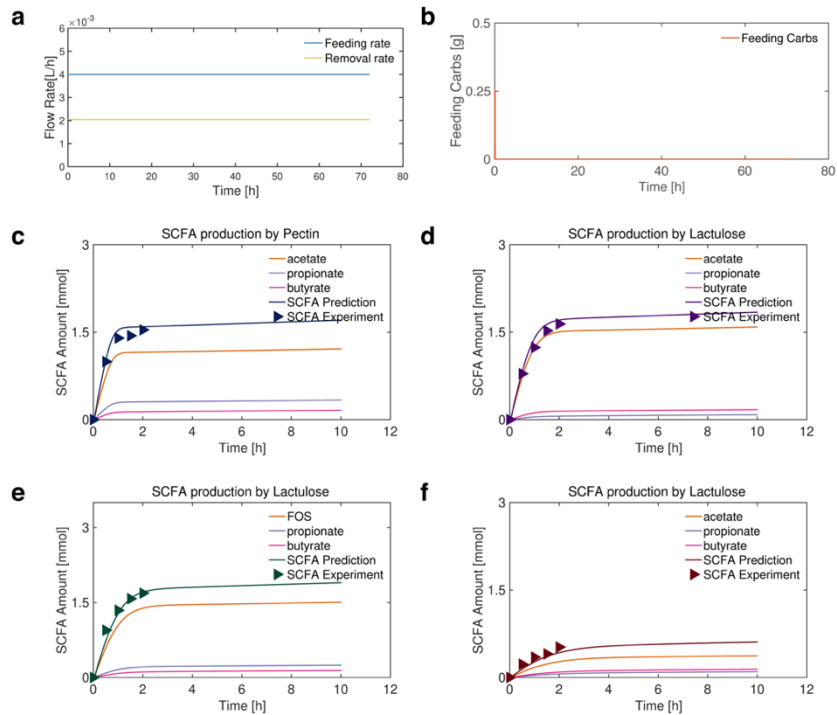 a
×10⁻³
6
5
4
3
2
1
0
Flow Rate[L/h]
Feeding rate
Removal rate
0 10 20 30 40 50 60 70 80
Time [h]
b
0.5
0.25
0
Feeding Carbs [g]
Feeding Carbs
0 20 40 60 80
Time [h]
c
SCFA production by Pectin
3
1.5
0
SCFA Amount [mmol]
acetate
propionate
butyrate
SCFA Prediction
SCFA Experiment
0 2 4 6 8 10 12
Time [h]
d
SCFA production by Lactulose
3
1.5
0
SCFA Amount [mmol]
acetate
propionate
butyrate
SCFA Prediction
SCFA Experiment
0 2 4 6 8 10 12
Time [h]
e
SCFA production by Lactulose
3
1.5
0
SCFA Amount [mmol]
FOS
propionate
butyrate
SCFA Prediction
SCFA Experiment
0 2 4 6 8 10 12
Time [h]
f
SCFA production by Lactulose
3
1.5
0
SCFA Amount [mmol]
acetate
propionate
butyrate
SCFA Prediction
SCFA Experiment
0 2 4 6 8 10 12
Time [h]